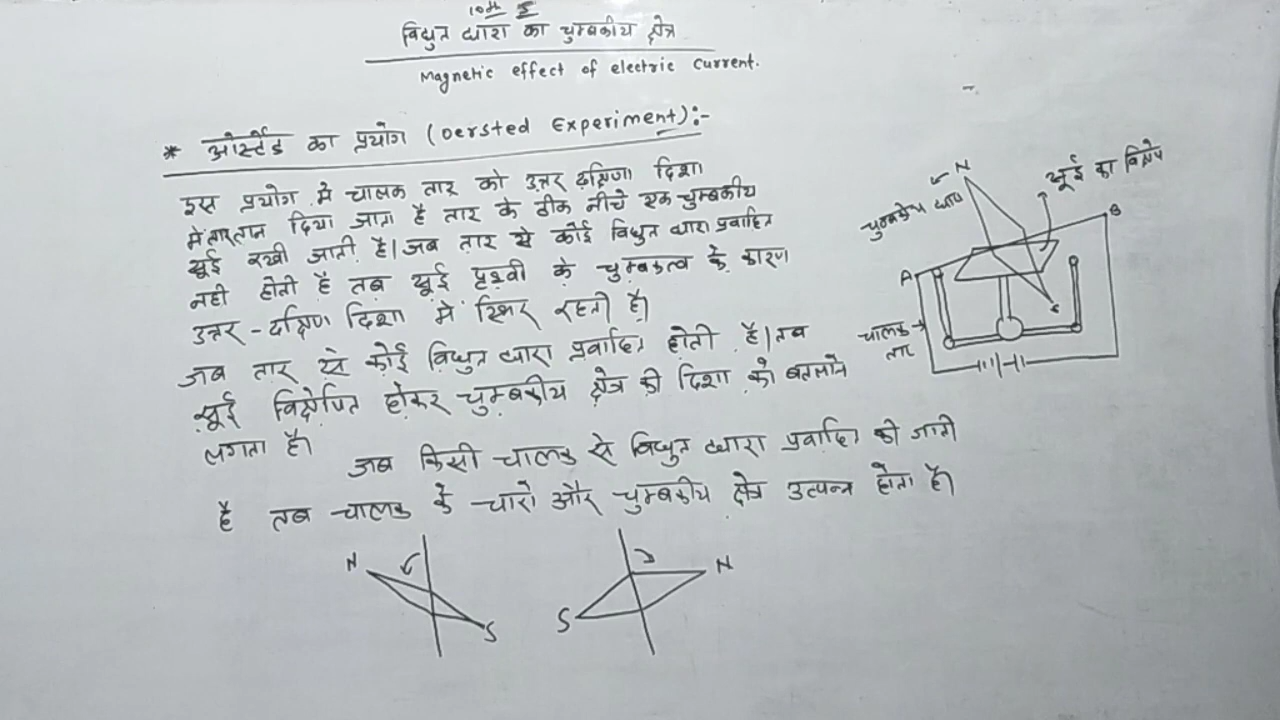 10th
विधुत धारा का चुम्बकीय क्षेत्र
Magnetic effect of electric current.
* ओर्स्टेड का प्रयोग (Oersted Experiment):-
इस प्रयोग में चालक तार को उत्तर दक्षिण दिशा
में तार तान दिया जाता है तार के ठीक नीचे एक चुम्बकीय
सूई रखी जाती है। जब तार से कोई विधुत धारा प्रवाहित
नही होती है तब सूई पृथ्वी के चुम्बकत्व के कारण
उत्तर - दक्षिण दिशा में स्थिर रहती है।
जब तार से कोई विधुत धारा प्रवाहित होती है। तब
सूई विक्षेपित होकर चुम्बकीय क्षेत्र की दिशा को बतलाने
लगता है।
जब किसी चालक से विधुत धारा प्रवाहित की जाती
है तब चालक के चारो और चुम्बकीय क्षेत्र उत्पन्न होता है।
N
सूई का विक्षेप
चुम्बकीय
B
A
S
चालक
तार
N
S
N
S